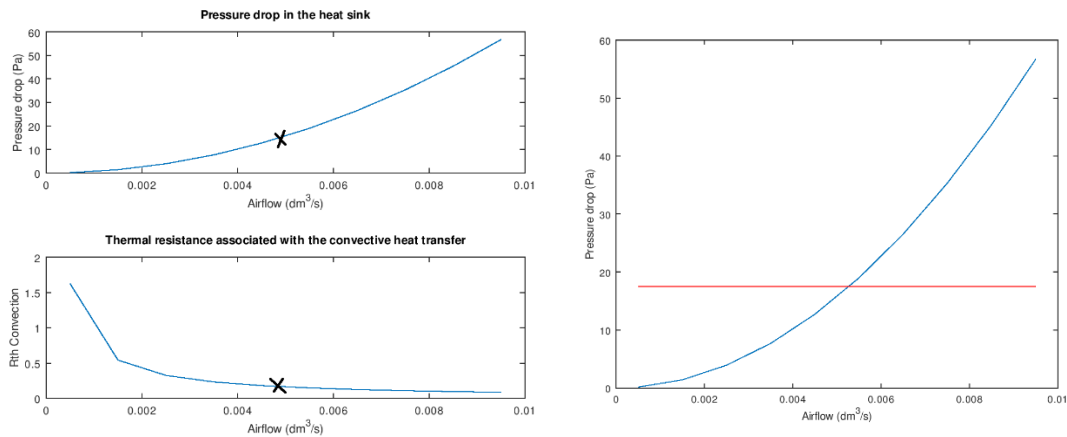 Pressure drop in the heat sink
60
50
40
30
20
10
0
Pressure drop (Pa)
0 0.002 0.004 0.006 0.008 0.01
Airflow (dm³/s)
Thermal resistance associated with the convective heat transfer
2
1.5
1
0.5
0
Rth Convection
0 0.002 0.004 0.006 0.008 0.01
Airflow (dm³/s)
60
50
40
30
20
10
0
Pressure drop (Pa)
0 0.002 0.004 0.006 0.008 0.01
Airflow (dm³/s)